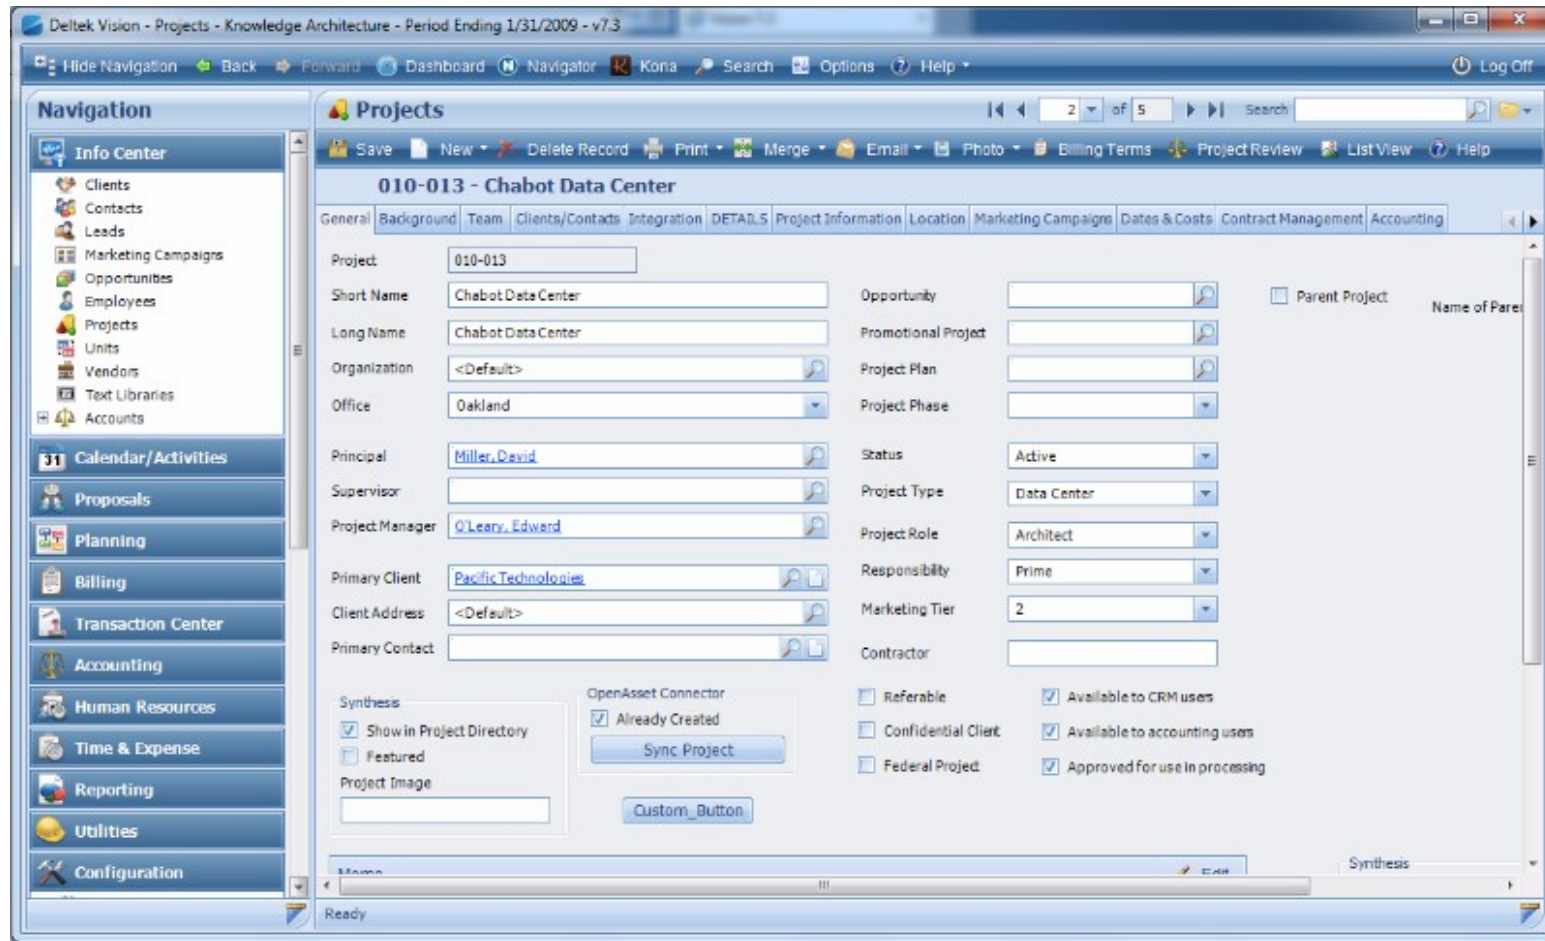 Deltek Vision - Projects - Knowledge Architecture - Period Ending 1/31/2009 - v7.3
Hide Navigation Back Forward Dashboard Navigator Kona Search Options Help Log Off
Navigation
Projects 2 of 5 Search
Info Center
Save New Delete Record Print Merge Email Photo Billing Terms Project Review List View Help
Clients
Contacts
Leads
Marketing Campaigns
Opportunities
Employees
Projects
Units
Vendors
Text Libraries
Accounts
31 Calendar/Activities
Proposals
Planning
Billing
Transaction Center
Accounting
Human Resources
Time & Expense
Reporting
Utilities
Configuration
010-013 - Chabot Data Center
General Background Team Clients/Contacts Integration DETAILS Project Information Location Marketing Campaigns Dates & Costs Contract Management Accounting
Project 010-013
Short Name Chabot Data Center
Long Name Chabot Data Center
Organization <Default>
Office Oakland
Principal Miller, David
Supervisor
Project Manager O'Leary, Edward
Primary Client Pacific Technologies
Client Address <Default>
Primary Contact
Opportunity
Promotional Project
Project Plan
Project Phase
Status Active
Project Type Data Center
Project Role Architect
Responsibility Prime
Marketing Tier 2
Contractor
Parent Project
Name of Parer
Synthesis
Show in Project Directory
Featured
Project Image
OpenAsset Connector
Already Created
Sync Project
Custom_Button
Referable
Confidential Client
Federal Project
Available to CRM users
Available to accounting users
Approved for use in processing
Memo Edit
Synthesis
Ready